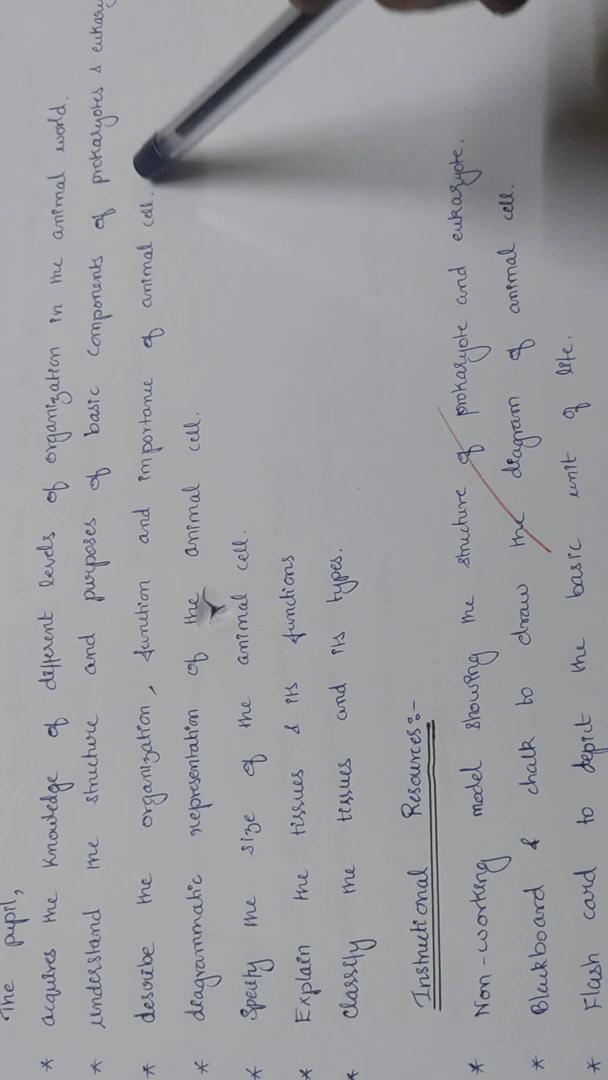 The pupil,
* acquires the knowledge of different levels of organization in the animal world.
* understand the structure and purposes of basic components of prokaryotes &
* describe the organization, function and importance of animal cell.
* diagrammatic representation of the animal cell.
* Specify the size of the animal cell.
* Explain the tissues & its functions
* Classify the tissues and its types.
Instructional Resources:-
* Non-working model showing the structure of prokaryote and eukaryote.
* Blackboard & chalk to draw the diagram of animal cell.
* Flash card to depict the basic unit of life.